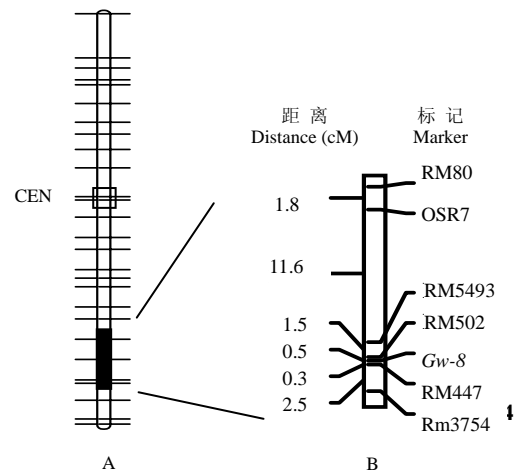 距 离
Distance (cM)
标 记
Marker
CEN
RM80
1.8
OSR7
11.6
RM5493
1.5
RM502
0.5
Gw-8
0.3
RM447
2.5
Rm3754
A
B